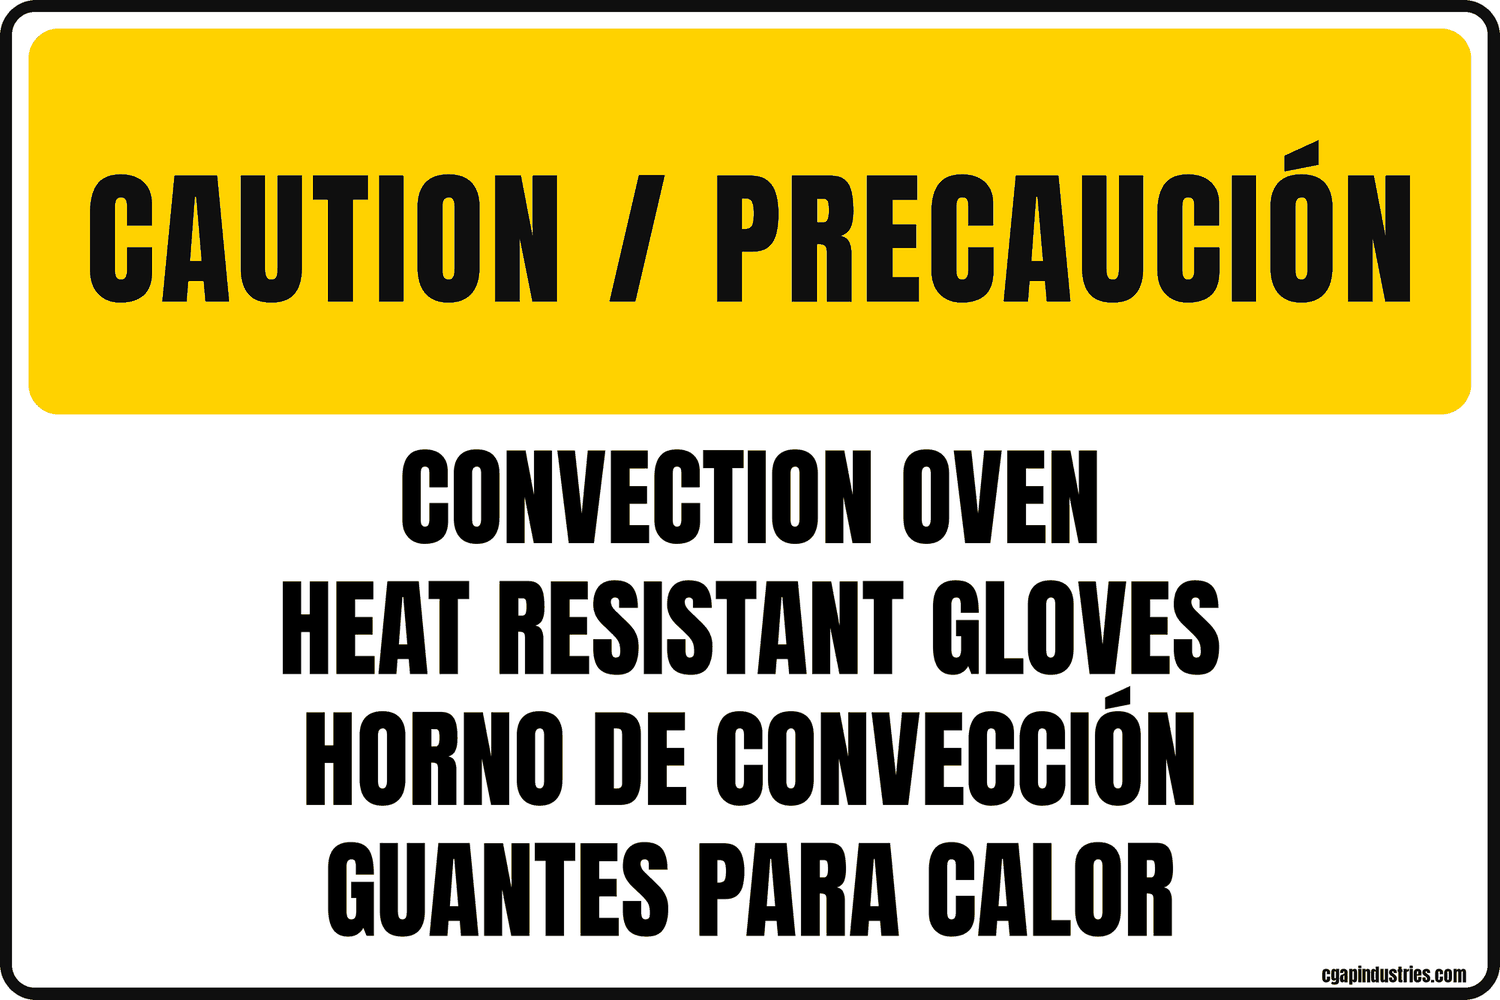 CAUTION / PRECAUCIÓN
CONVECTION OVEN
HEAT RESISTANT GLOVES
HORNO DE CONVECCIÓN
GUANTES PARA CALOR
cgapindustries.com